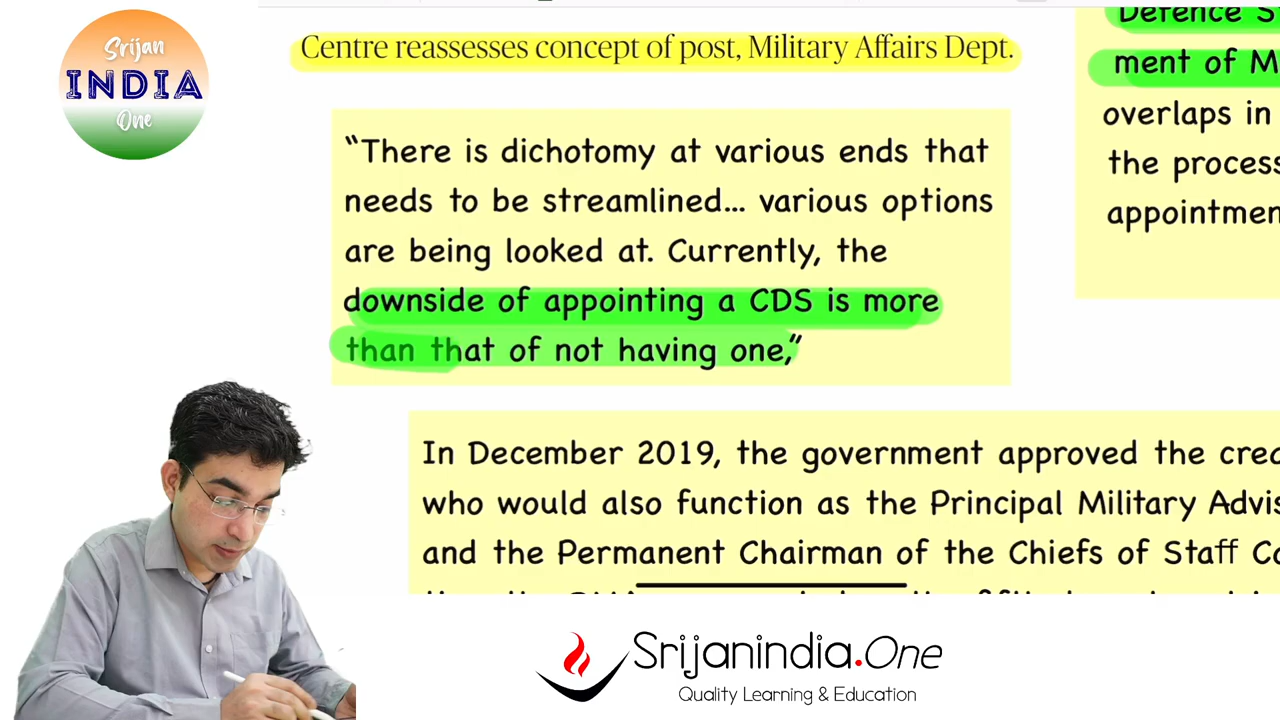 Srijan
INDIA
One
Centre reassesses concept of post, Military Affairs Dept.
"There is dichotomy at various ends that
needs to be streamlined... various options
are being looked at. Currently, the
downside of appointing a CDS is more
than that of not having one,"
Defence
ment of M
overlaps in
the process
appointmen
In December 2019, the government approved the crea
who would also function as the Principal Military Advis
and the Permanent Chairman of the Chiefs of Staff Co
Srijanindia.One
Quality Learning & Education